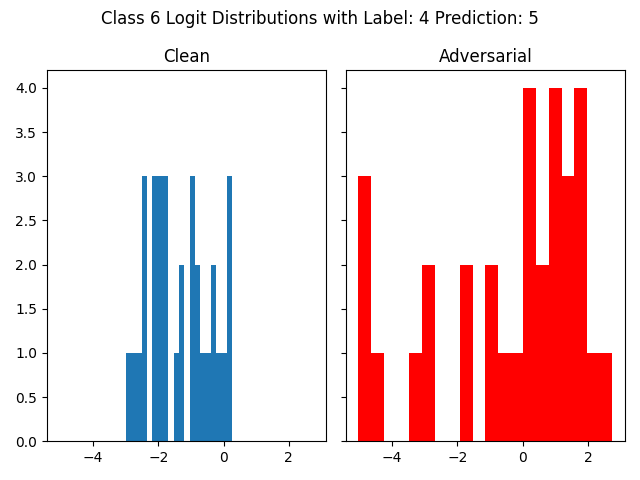 Class 6 Logit Distributions with Label: 4 Prediction: 5
Clean
Adversarial
4.0
3.5
3.0
2.5
2.0
1.5
1.0
0.5
0.0
−4 −2 0 2
−4 −2 0 2